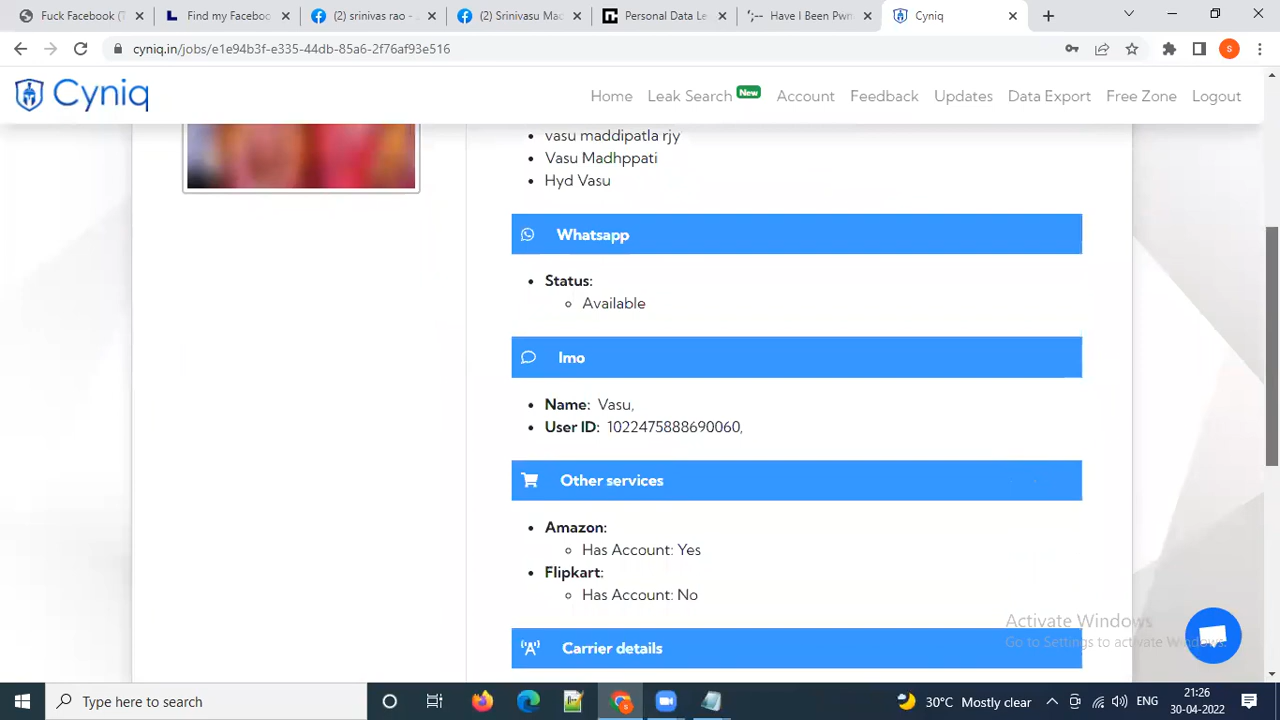 Fuck Facebook (T
Find my Faceboo
(2) srinivas rao -
(2) Srinivasu Mac
Personal Data Le
Have I Been Pwn
Cyniq
cyniq.in/jobs/e1e94b3f-e335-44db-85a6-2f76af93e516
S
Cyniq
Home Leak Search New Account Feedback Updates Data Export Free Zone Logout
vasu maddipatla rjy
Vasu Madhppati
Hyd Vasu
Whatsapp
Status:
Available
Imo
Name: Vasu,
User ID: 1022475888690060,
Other services
Amazon:
Has Account: Yes
Flipkart:
Has Account: No
Activate Windows
Go to Settings to activate Windows.
Carrier details
Type here to search
30°C Mostly clear
ENG
21:26
30-04-2022